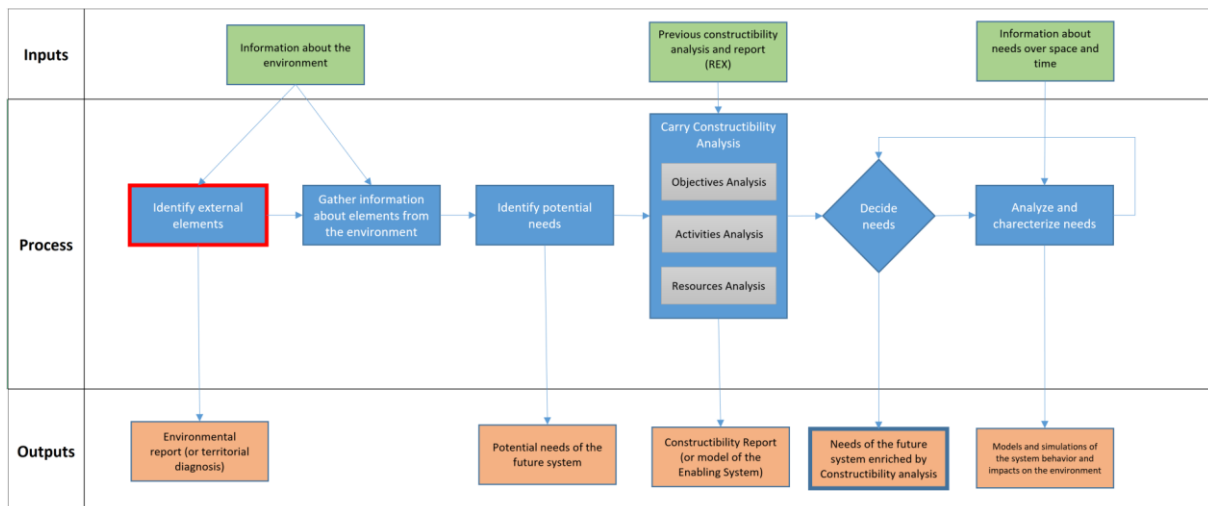 Inputs
Information about the
environment
Previous constructibility
analysis and report
(REX)
Information about
needs over space and
time
Process
Identify external
elements
Gather information
about elements from
the environment
Identify potential
needs
Carry Constructibility
Analysis
Objectives Analysis
Activities Analysis
Resources Analysis
Decide
needs
Analyze and
charecterize needs
Outputs
Environmental
report (or territorial
diagnosis)
Potential needs of the
future system
Constructibility Report
(or model of the
Enabling System)
Needs of the future
system enriched by
Constructibility analysis
Models and simulations of
the system behavior and
impacts on the environment